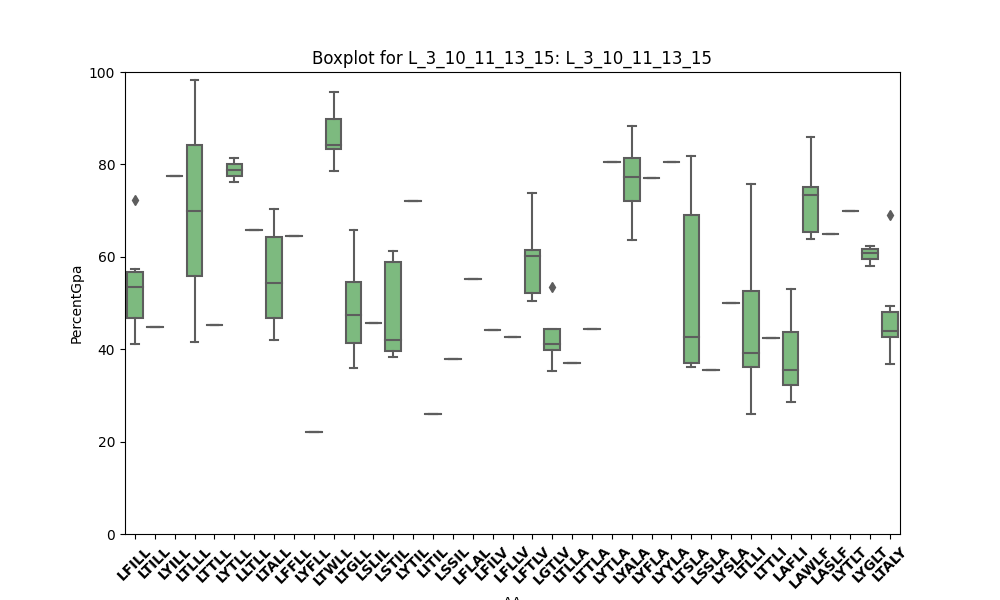 Boxplot for L_3_10_11_13_15: L_3_10_11_13_15
PercentGpa
100
80
60
40
20
0
LFILL
LTILL
LYILL
LTLLL
LTTLL
LYTLL
LLTLL
LTALL
LFFLL
LYFLL
LTWLL
LTGLL
LSLIL
LSTIL
LYTIL
LITIL
LSSIL
LFLAL
LFILV
LFLLV
LFTLV
LGTLV
LTLLA
LTTLA
LYTLA
LYALA
LYFLA
LYYLA
LTSLA
LSSLA
LYSLA
LTLLI
LTTLI
LAFLI
LAWLF
LASLF
LYTLT
LYGLT
LTALY